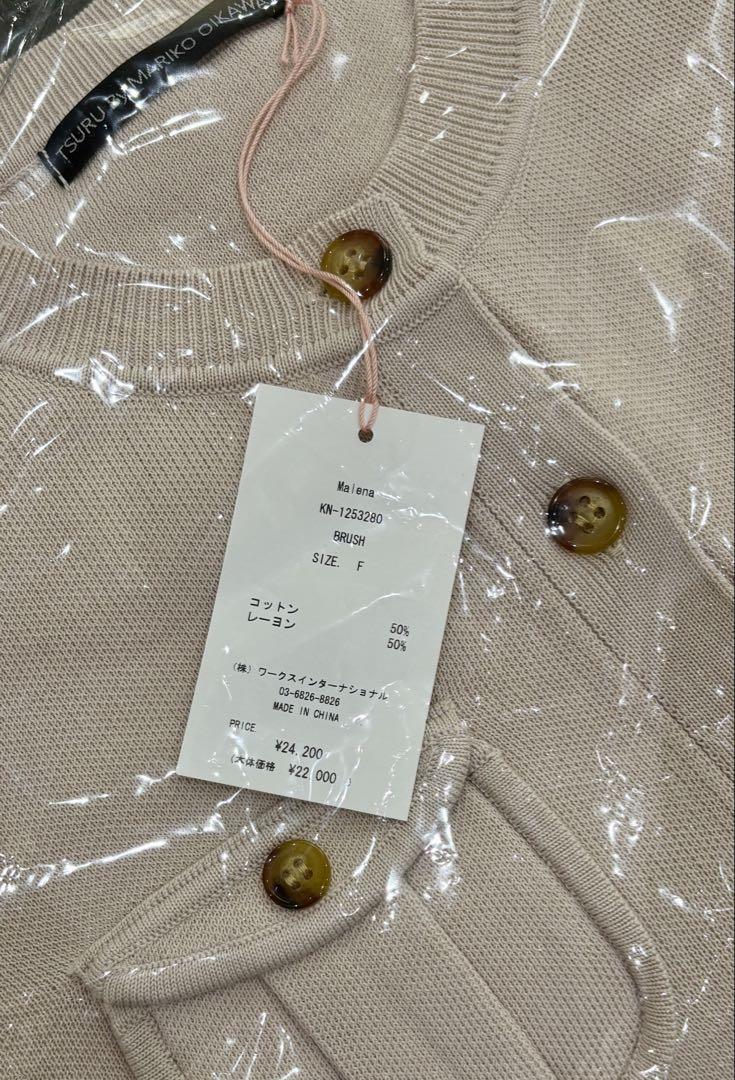 TSURU BY MARIKO OIKAWA
Malena
KN-1253280
BRUSH
SIZE. F
コットン 50%
レーヨン 50%
(株)ワークスインターナショナル
03-6826-8826
MADE IN CHINA
PRICE. ¥24,200
(本体価格 ¥22,000 )